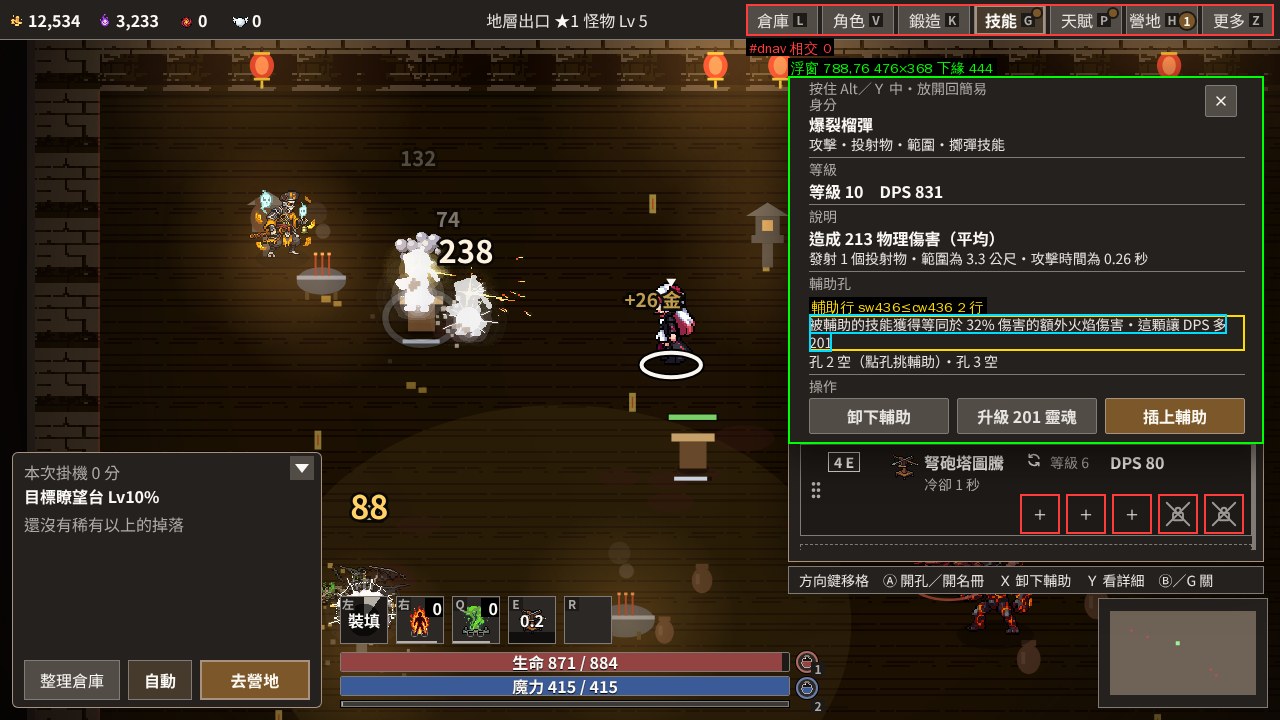 12,534 3,233 0 0
地層出口 ★1 怪物 Lv 5
倉庫 L 角色 V 鍛造 K 技能 G 天賦 P 營地 H 1 更多 Z
#dnav 相交 0
浮窗 788,76 476×368 下緣 444
按住 Alt／Y 中・放開回簡易
身分
爆裂榴彈
攻擊・投射物・範圍・擲彈技能
等級
等級 10 DPS 831
說明
造成 213 物理傷害（平均）
發射 1 個投射物・範圍為 3.3 公尺・攻擊時間為 0.26 秒
輔助孔
輔助行 sw436≤cw436 2 行
被輔助的技能獲得等同於 32% 傷害的額外火焰傷害・這顆讓 DPS 多
201
孔 2 空（點孔挑輔助）・孔 3 空
操作
卸下輔助 升級 201 靈魂 插上輔助
4 E 弩砲塔圖騰 等級 6 DPS 80
冷卻 1 秒
+ + +
方向鍵移格 Ⓐ 開孔／開名冊 X 卸下輔助 Y 看詳細 Ⓑ／G 關
132
74
238
+26 金
88
本次掛機 0 分
目標瞭望台 Lv10%
還沒有稀有以上的掉落
整理倉庫 自動 去營地
左 裝填 右 0 Q 0 E 0.2 R
生命 871 / 884 1
魔力 415 / 415 2